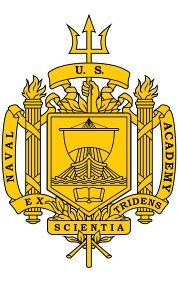 U. S.
NAVAL
ACADEMY
EX
SCIENTIA
TRIDENS